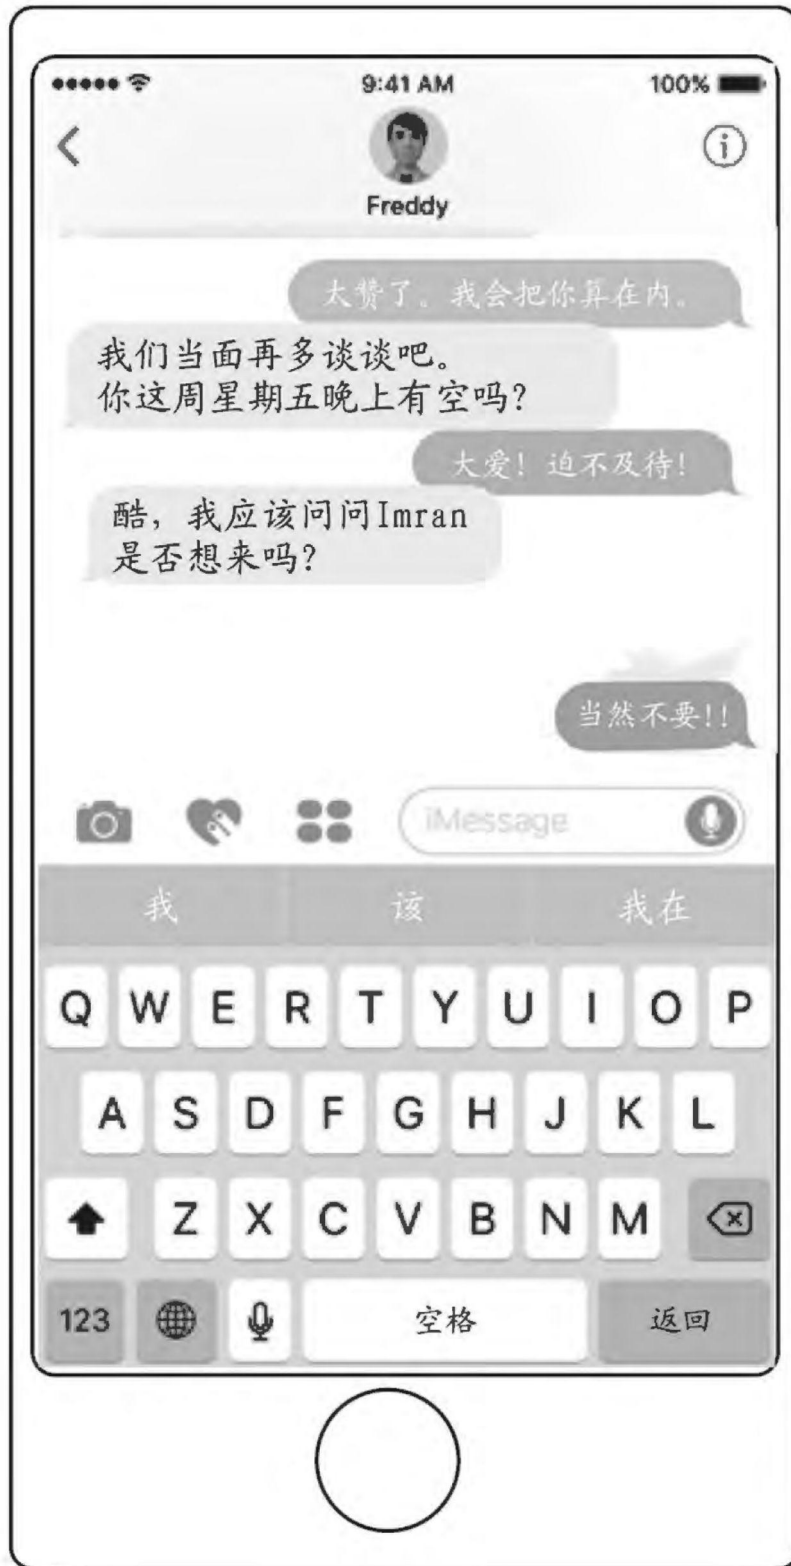 9:41 AM
100%
Freddy
太赞了。我会把你算在内。
我们当面再多谈谈吧。
你这周星期五晚上有空吗?
大爱!迫不及待!
酷,我应该问问Imran
是否想来吗?
当然不要!!
iMessage
我 该 我在
Q W E R T Y U I O P
A S D F G H J K L
Z X C V B N M
123 空格 返回